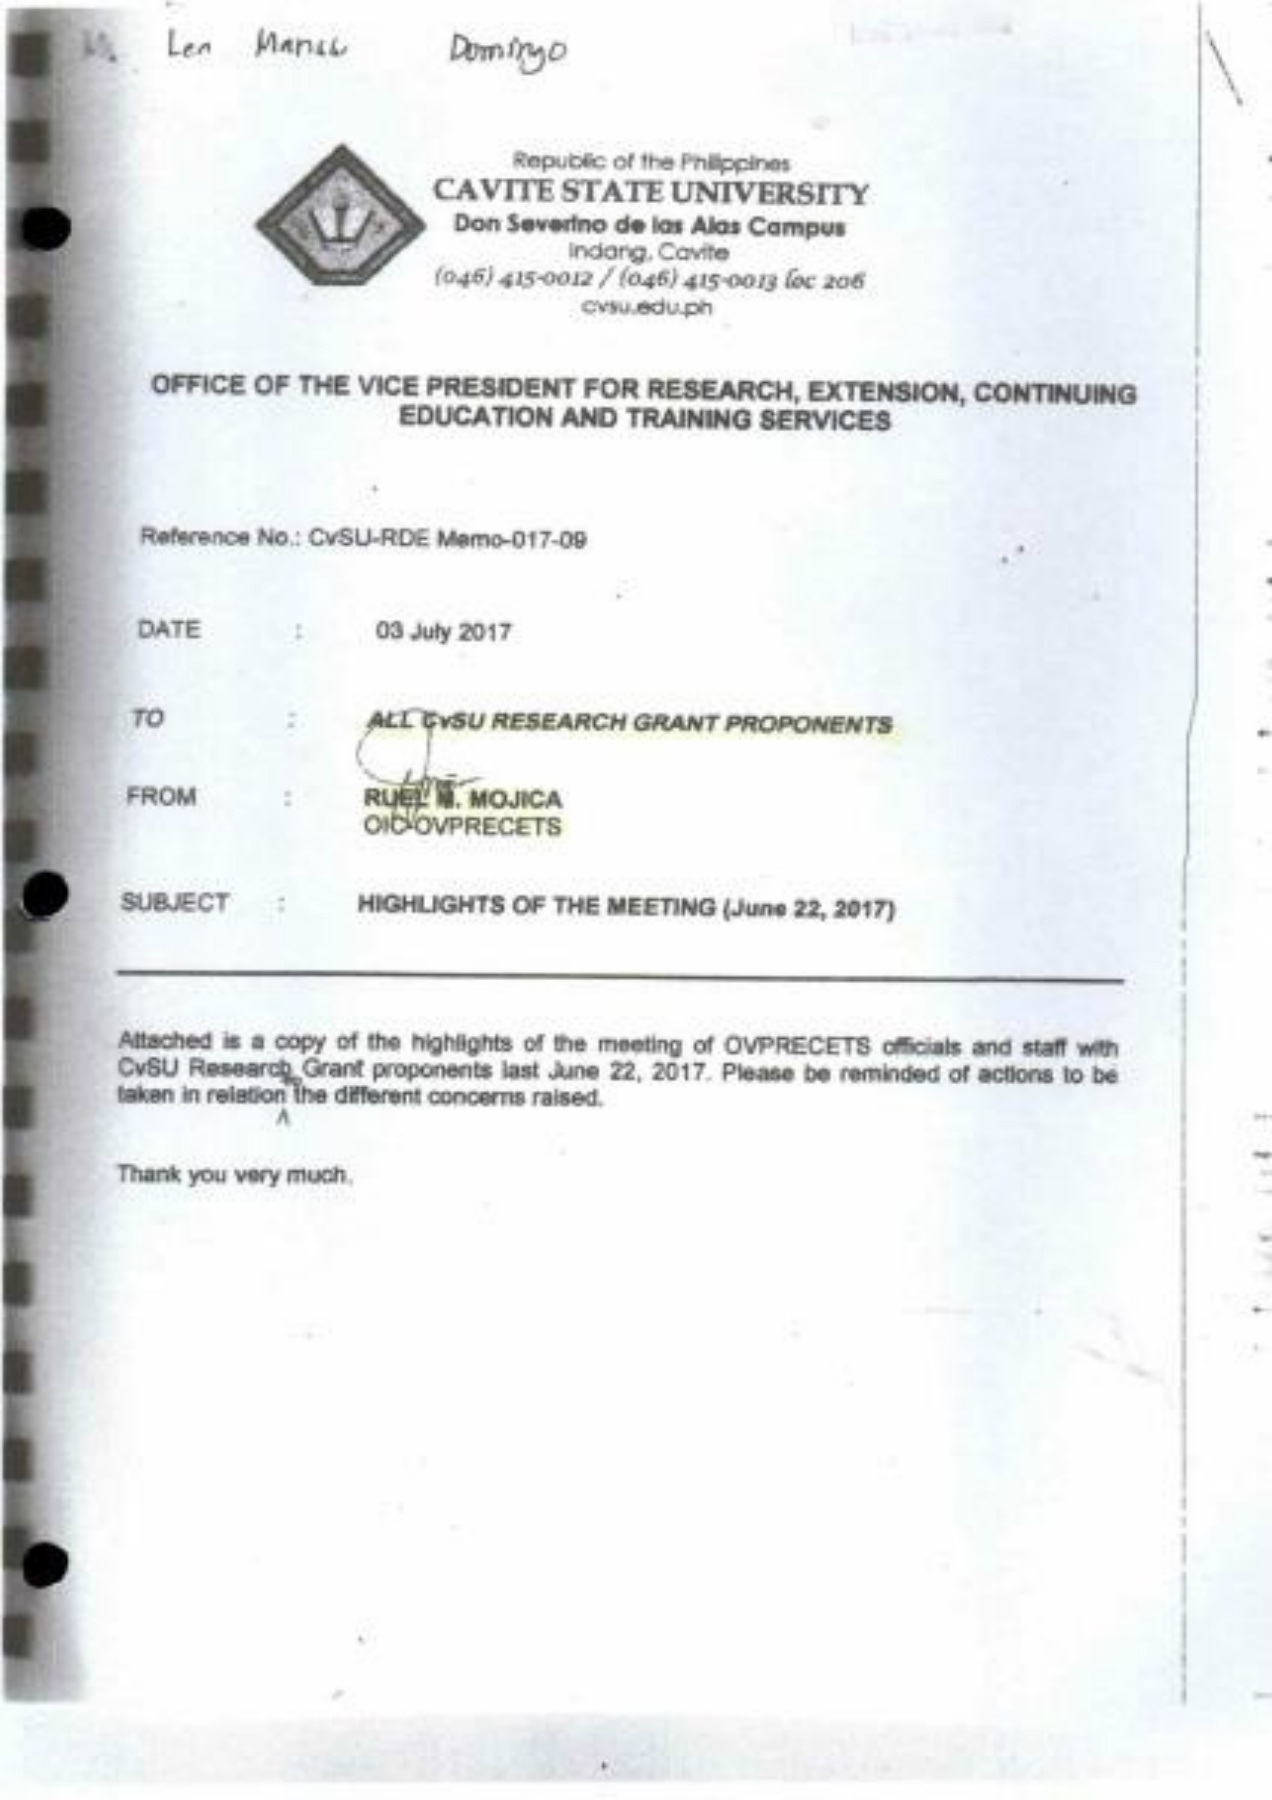 Len Domingo
Republic of the Philippines
CAVITE STATE UNIVERSITY
Don Severino de las Alas Campus
Indang, Cavite
(046) 415-0012 / (046) 415-0013 loc 206
cvsu.edu.ph
OFFICE OF THE VICE PRESIDENT FOR RESEARCH, EXTENSION, CONTINUING
EDUCATION AND TRAINING SERVICES
Reference No.: CvSU-RDE Memo-017-09
DATE : 03 July 2017
TO : ALL CvSU RESEARCH GRANT PROPONENTS
FROM : RUEL M. MOJICA
OIC-OVPRECETS
SUBJECT : HIGHLIGHTS OF THE MEETING (June 22, 2017)
Attached is a copy of the highlights of the meeting of OVPRECETS officials and staff with
CvSU Research Grant proponents last June 22, 2017. Please be reminded of actions to be
taken in relation the different concerns raised.
Thank you very much.